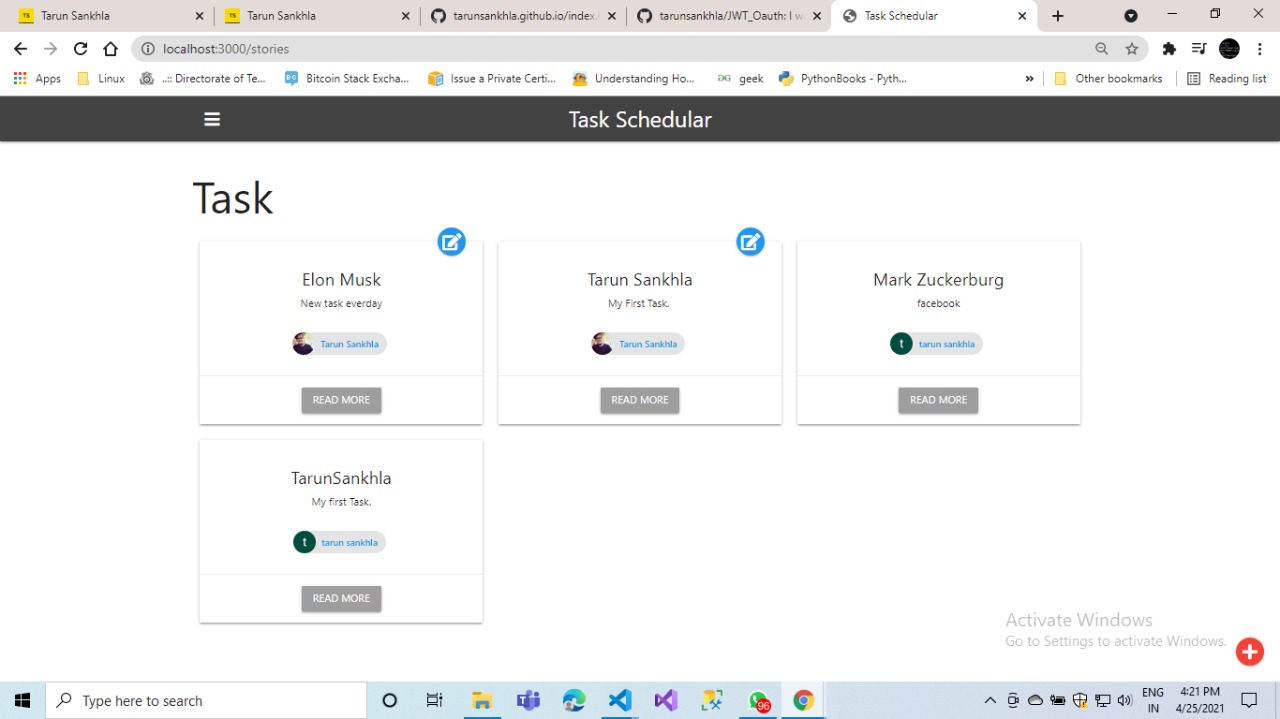 TS Tarun Sankhla
TS Tarun Sankhla
tarunsankhla.github.io/index.
tarunsankhla/JWT_Oauth: I w
Task Schedular
localhost:3000/stories
Apps
Linux
..:: Directorate of Te...
Bitcoin Stack Excha...
Issue a Private Certi...
Understanding Ho...
geek
PythonBooks - Pyth...
»
Other bookmarks
Reading list
Task Schedular
Task
Elon Musk
New task everday
Tarun Sankhla
READ MORE
Tarun Sankhla
My First Task.
Tarun Sankhla
READ MORE
Mark Zuckerburg
facebook
t tarun sankhla
READ MORE
TarunSankhla
My first Task.
t tarun sankhla
READ MORE
Activate Windows
Go to Settings to activate Windows.
Type here to search
96
ENG
IN
4:21 PM
4/25/2021